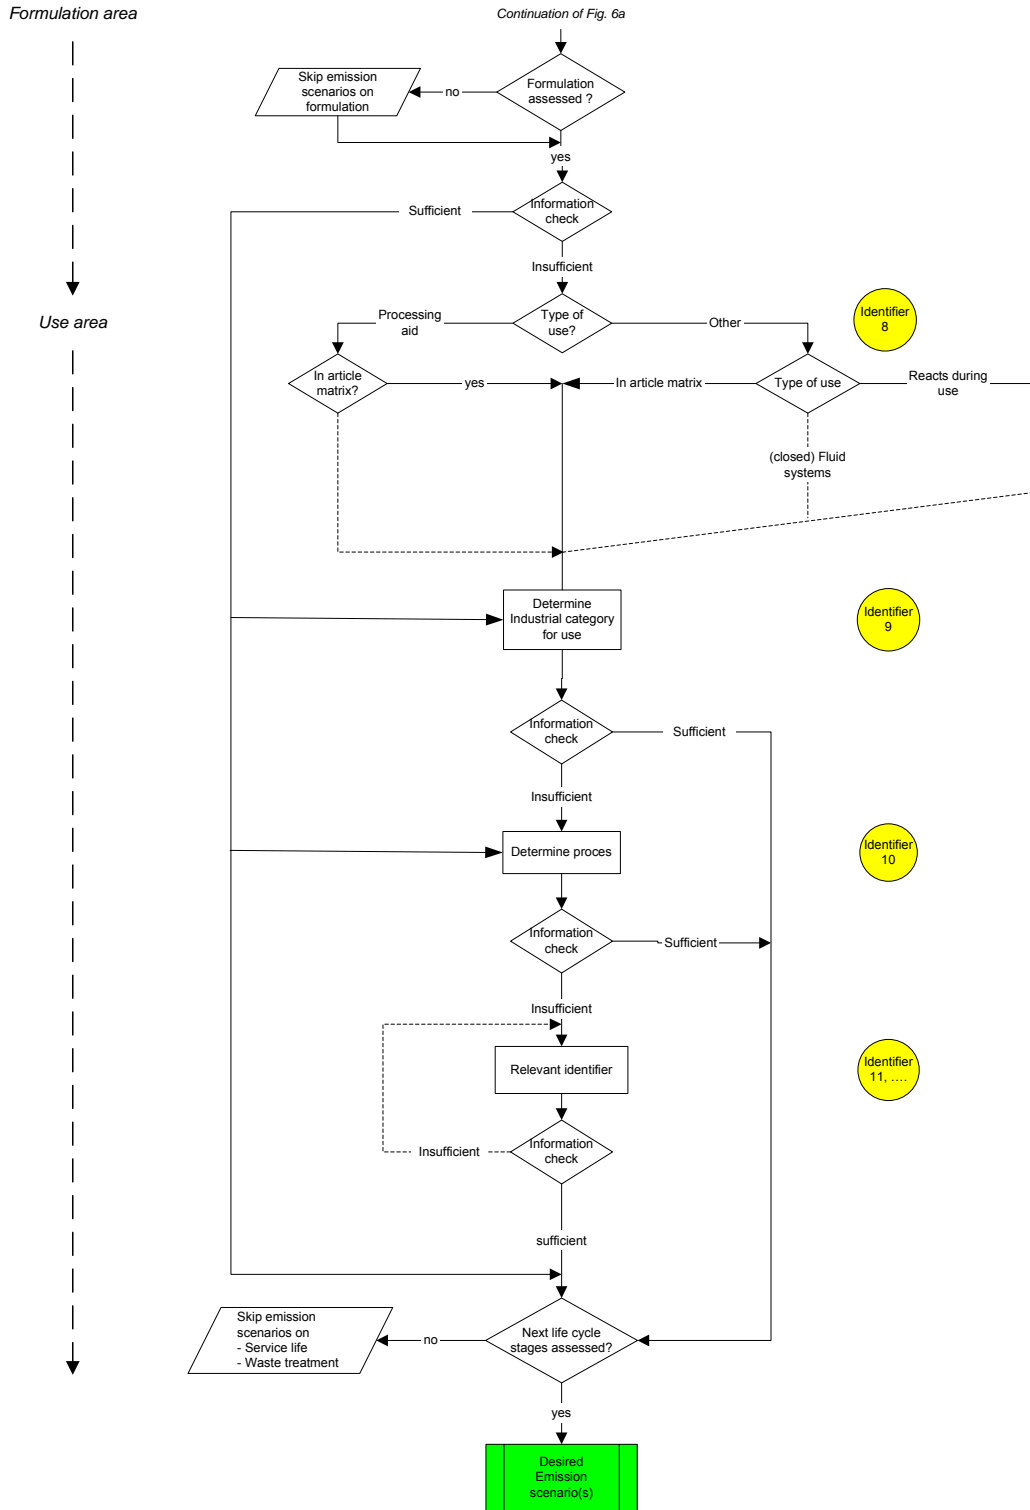 Formulation area
Continuation of Fig. 6a
Skip emission
scenarios on
formulation
no
Formulation
assessed ?
yes
Sufficient
Information
check
Insufficient
Use area
Processing
aid
Type of
use?
Other
Identifier
8
In article
matrix?
yes
In article matrix
Type of use
Reacts during
use
(closed) Fluid
systems
Determine
Industrial category
for use
Identifier
9
Information
check
Sufficient
Insufficient
Determine proces
Identifier
10
Information
check
Sufficient
Insufficient
Relevant identifier
Identifier
11, ....
Insufficient
Information
check
sufficient
Skip emission
scenarios on
- Service life
- Waste treatment
no
Next life cycle
stages assessed?
yes
Desired
Emission
scenario(s)